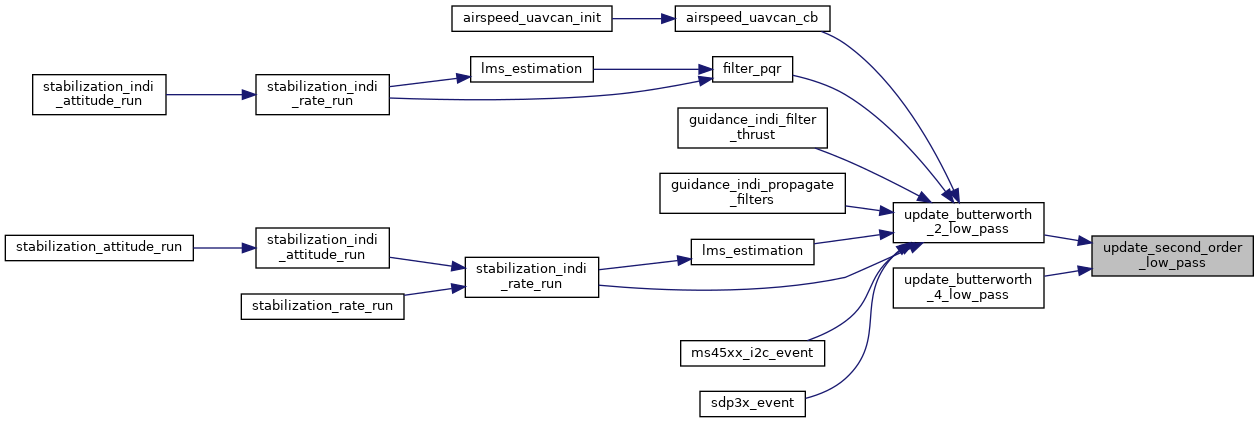 airspeed_uavcan_init
airspeed_uavcan_cb
stabilization_indi
_attitude_run
stabilization_indi
_rate_run
lms_estimation
filter_pqr
guidance_indi_filter
_thrust
guidance_indi_propagate
_filters
update_butterworth
_2_low_pass
update_second_order
_low_pass
stabilization_attitude_run
stabilization_indi
_attitude_run
lms_estimation
stabilization_indi
_rate_run
update_butterworth
_4_low_pass
stabilization_rate_run
ms45xx_i2c_event
sdp3x_event